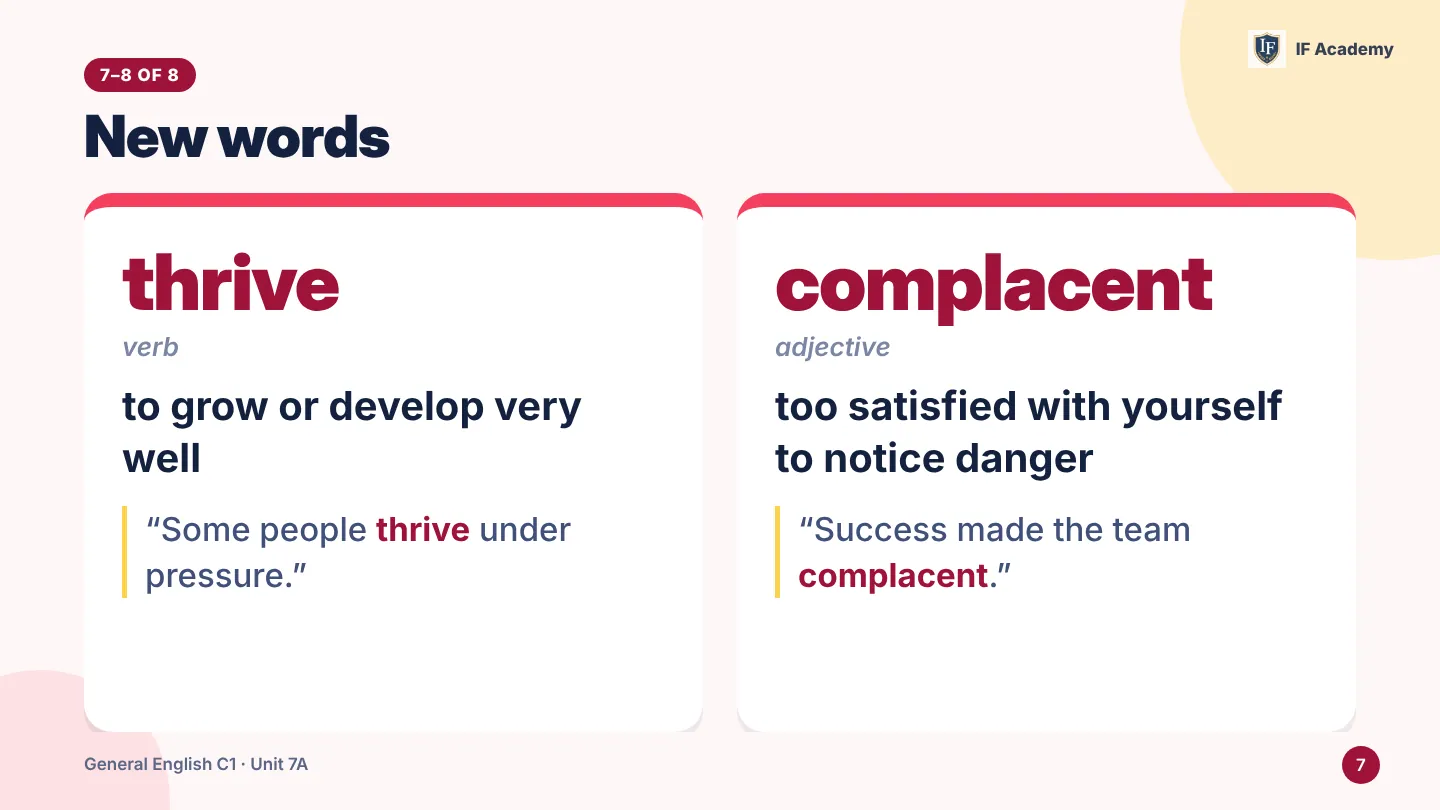 IF
IF Academy
7–8 OF 8
New words
thrive
verb
to grow or develop very
well
“Some people thrive under
pressure.”
complacent
adjective
too satisfied with yourself
to notice danger
“Success made the team
complacent.”
General English C1 · Unit 7A
7